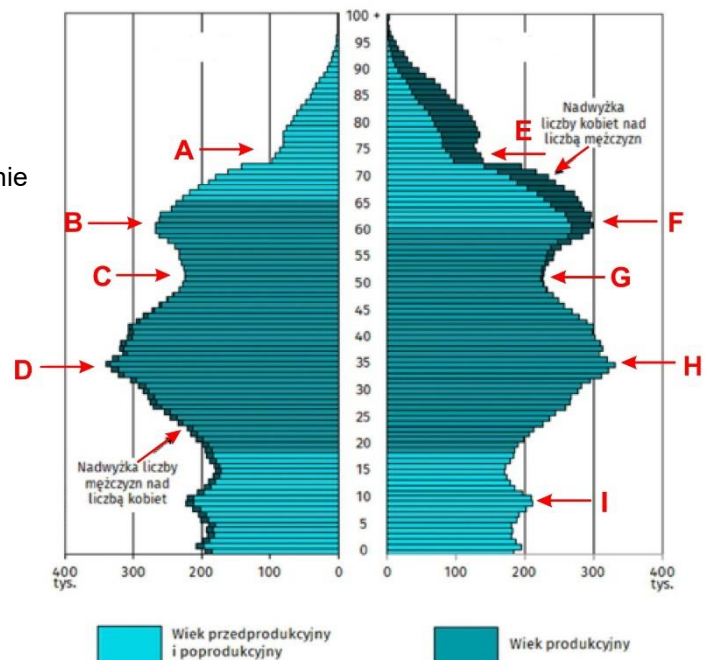 100 +
95
90
85
80
75
70
65
60
55
50
45
40
35
30
25
20
15
10
5
0
A
B
C
D
E
F
G
H
I
nie
Nadwyżka
liczby kobiet nad
liczbą mężczyzn
Nadwyżka liczby
mężczyzn nad
liczbą kobiet
400 300 200 100 0 0 100 200 300 400
tys. tys.
Wiek przedprodukcyjny
i poprodukcyjny
Wiek produkcyjny